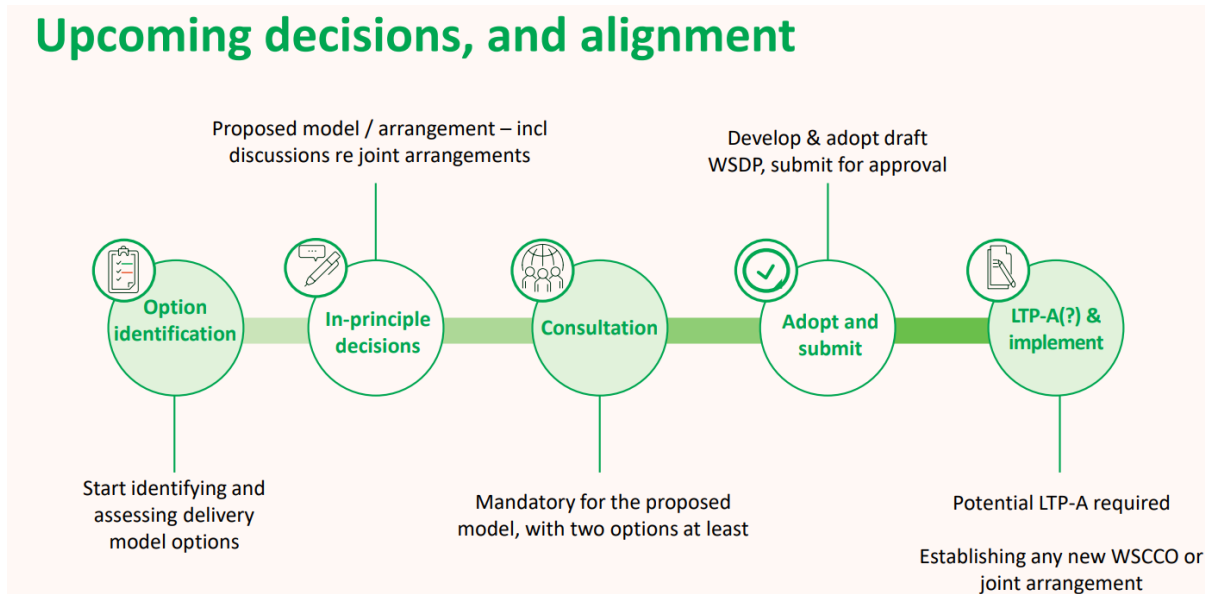 Upcoming decisions, and alignment
Proposed model / arrangement – incl
discussions re joint arrangements
Develop & adopt draft
WSDP, submit for approval
Option
identification
In-principle
decisions
Consultation
Adopt and
submit
LTP-A(?) &
implement
Start identifying and
assessing delivery
model options
Mandatory for the proposed
model, with two options at least
Potential LTP-A required
Establishing any new WSCCO or
joint arrangement